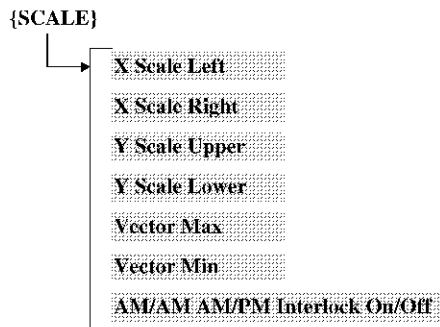 {SCALE}
X Scale Left
X Scale Right
Y Scale Upper
Y Scale Lower
Vector Max
Vector Min
AM/AM AM/PM Interlock On/Off